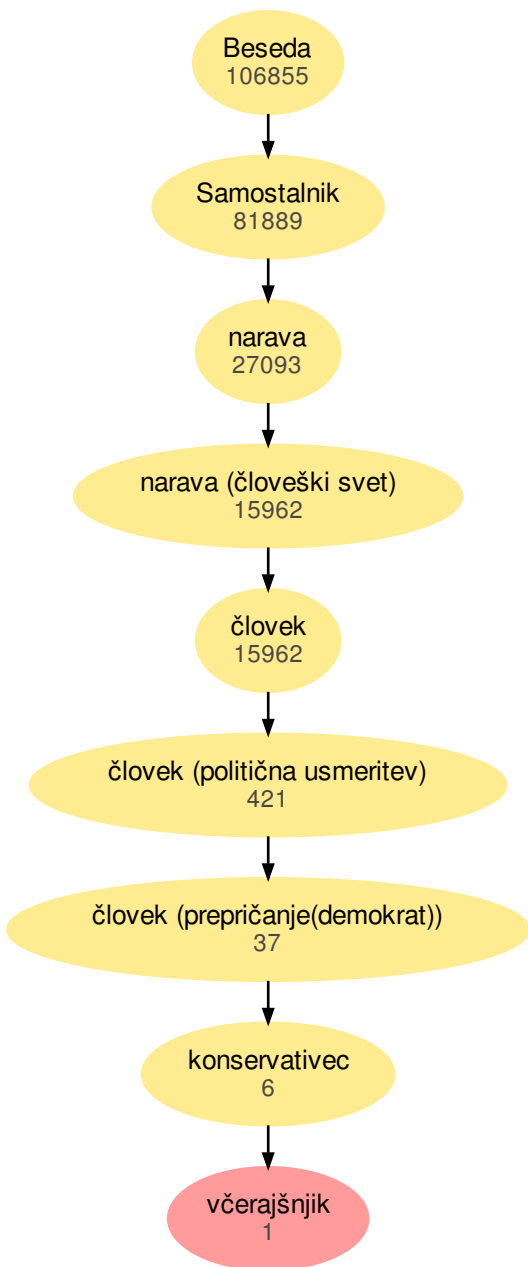 Beseda
106855
Samostalnik
81889
narava
27093
narava (človeški svet)
15962
človek
15962
človek (politična usmeritev)
421
človek (prepričanje(demokrat))
37
konservativec
6
včerajšnjik
1